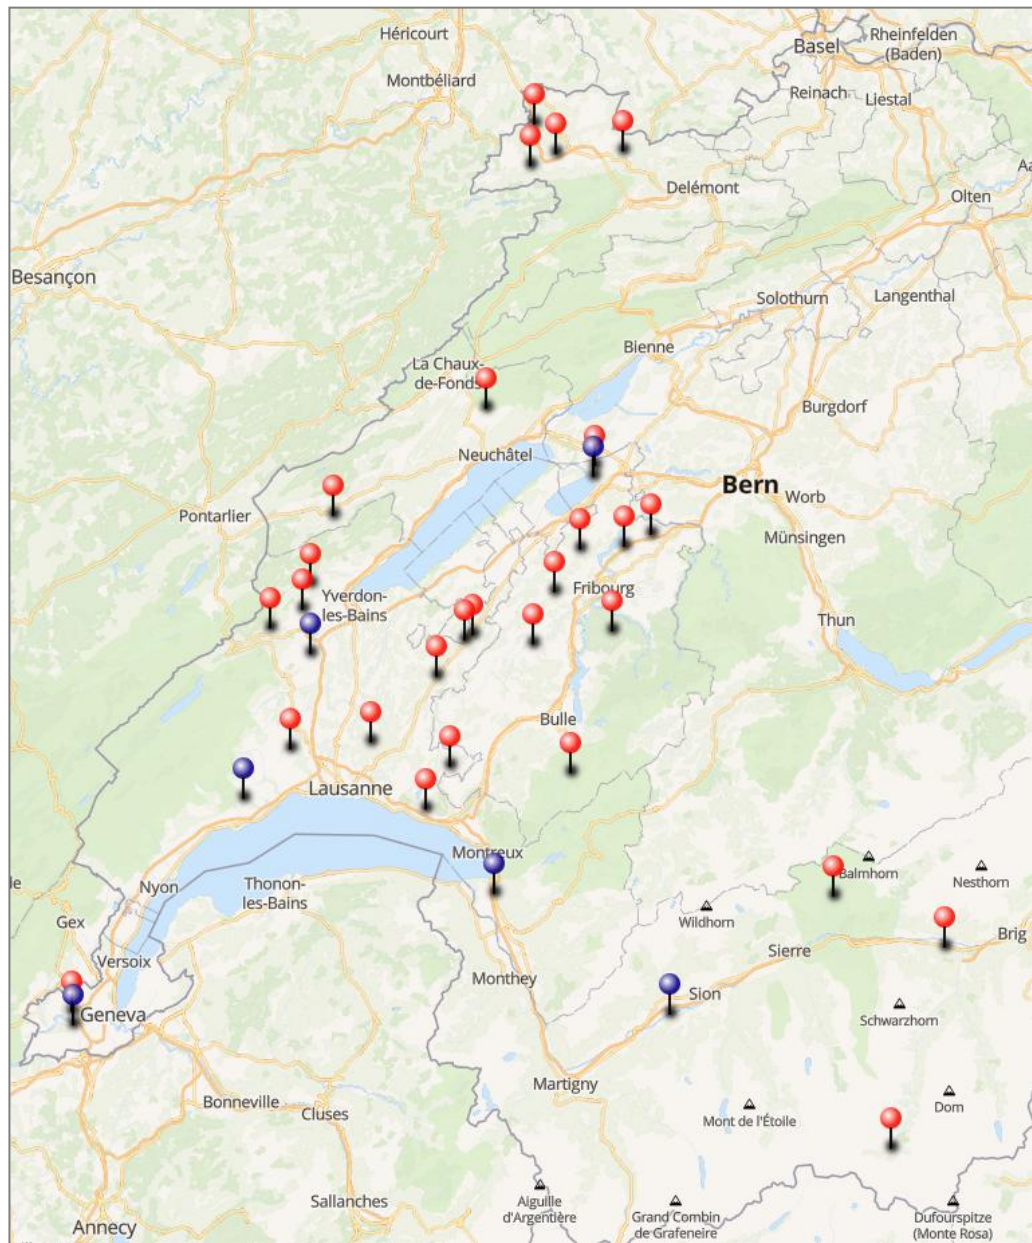 Héricourt
Basel
Rheinfelden
(Baden)
Montbéliard
Reinach
Liestal
Delémont
Olten
Besançon
Solothurn
Langenthal
Bienne
La Chaux-
de-Fonds
Burgdorf
Neuchâtel
Bern
Worb
Pontarlier
Münsingen
Yverdon-
les-Bains
Fribourg
Thun
Bulle
Lausanne
Montreux
Balmhorn
Nesthorn
Nyon
Thonon-
les-Bains
Wildhorn
Gex
Brig
Sierre
Versoix
Monthey
Sion
Geneva
Schwarzhorn
Martigny
Bonneville
Cluses
Mont de l'Étoile
Dom
Sallanches
Aiguille
d'Argentière
Grand Combin
de Grafeneire
Dufourspitze
(Monte Rosa)
Annecy